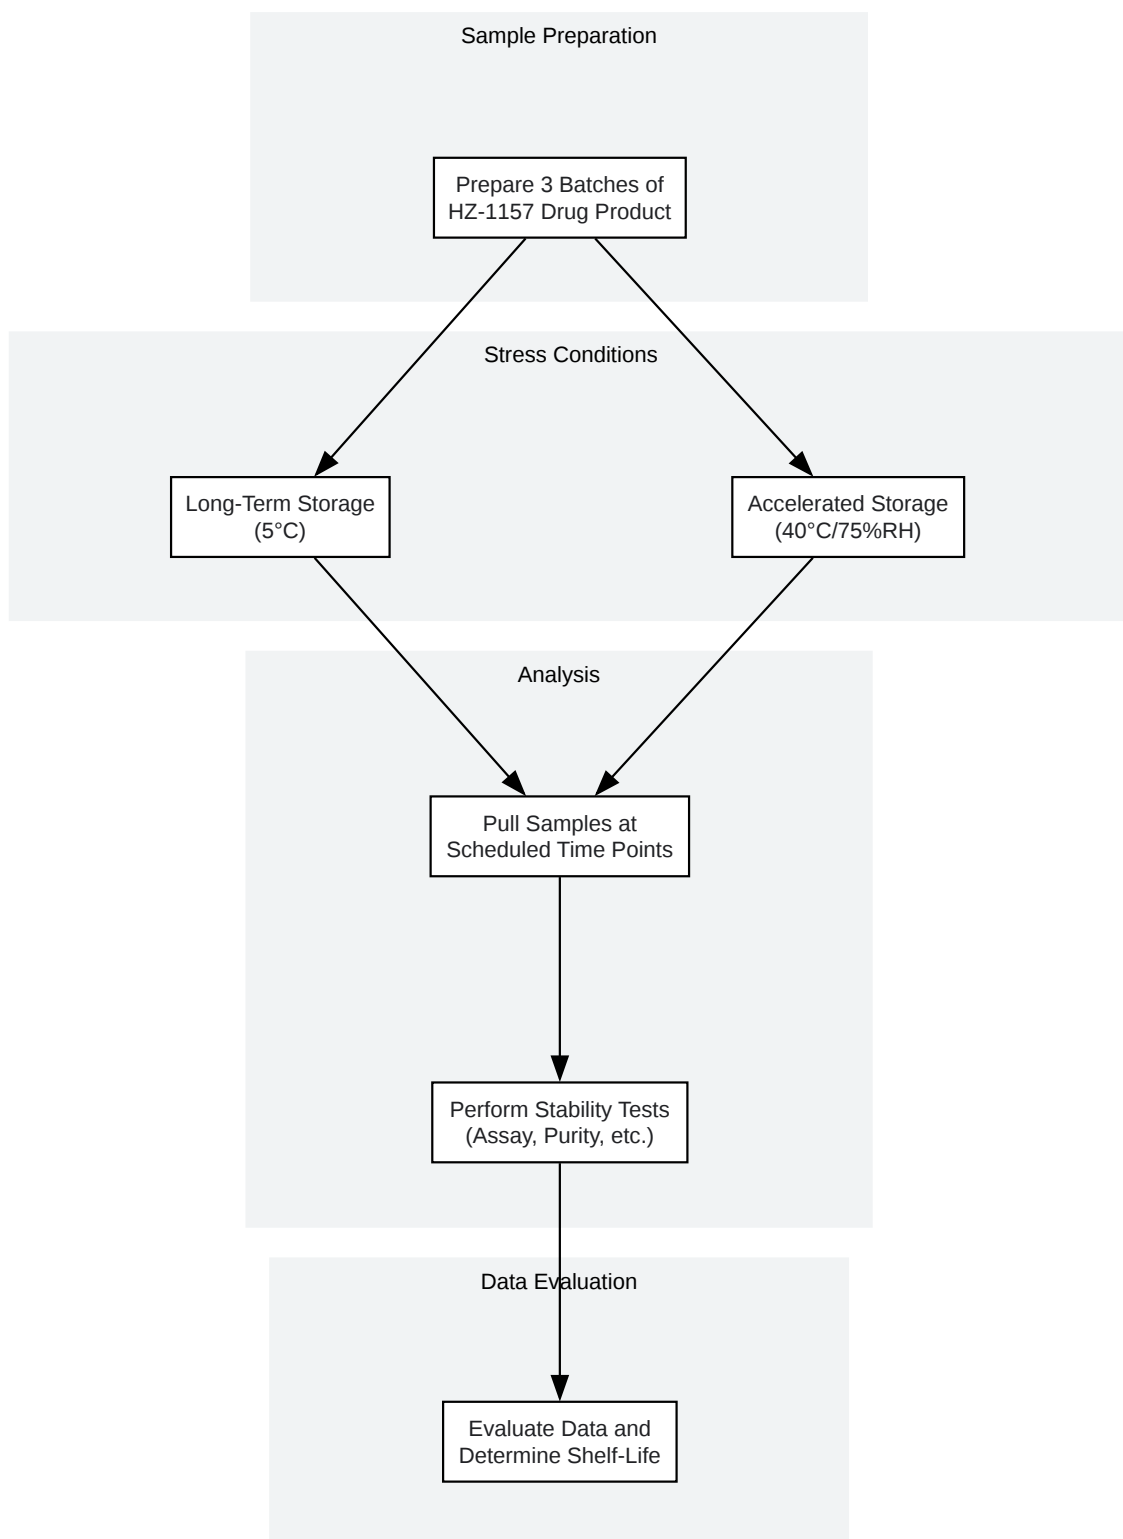 Sample Preparation
Prepare 3 Batches of
HZ-1157 Drug Product
Stress Conditions
Long-Term Storage
(5°C)
Accelerated Storage
(40°C/75%RH)
Analysis
Pull Samples at
Scheduled Time Points
Perform Stability Tests
(Assay, Purity, etc.)
Data Evaluation
Evaluate Data and
Determine Shelf-Life